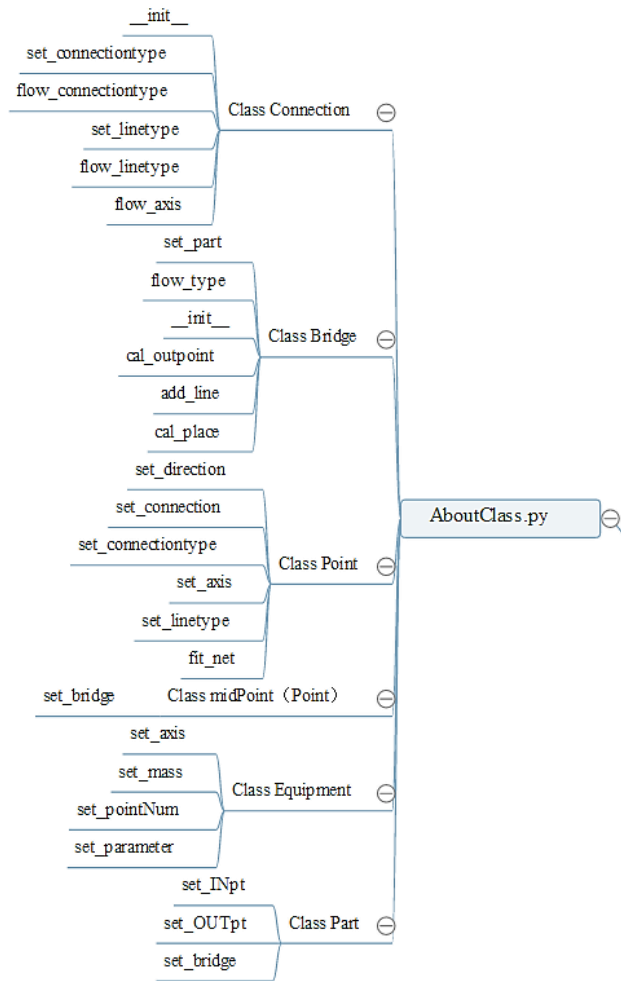 __init__
set_connectiontype
flow_connectiontype
set_linetype
flow_linetype
flow_axis
Class Connection
set_part
flow_type
__init__
cal_outpoint
add_line
cal_place
Class Bridge
set_direction
set_connection
set_connectiontype
set_axis
set_linetype
fit_net
Class Point
AboutClass.py
set_bridge
Class midPoint（Point）
set_axis
set_mass
set_pointNum
set_parameter
Class Equipment
set_INpt
set_OUTpt
set_bridge
Class Part